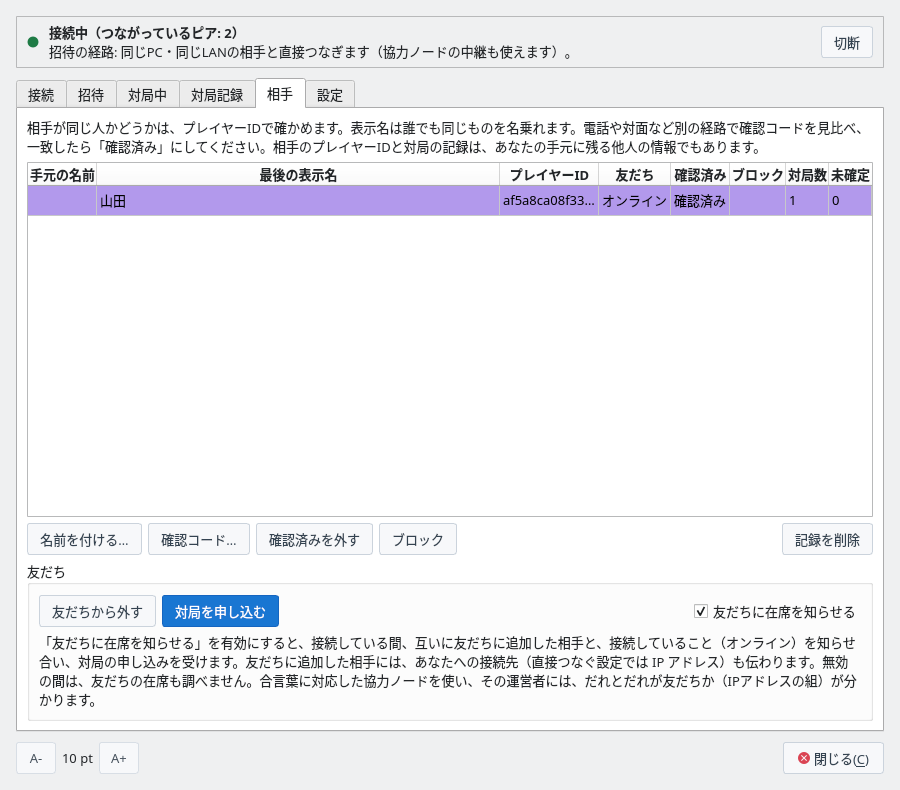 接続中（つながっているピア: 2）
招待の経路: 同じPC・同じLANの相手と直接つなぎます（協力ノードの中継も使えます）。
切断
接続 招待 対局中 対局記録 相手 設定
相手が同じ人かどうかは、プレイヤーIDで確かめます。表示名は誰でも同じものを名乗れます。電話や対面など別の経路で確認コードを見比べ、
一致したら「確認済み」にしてください。相手のプレイヤーIDと対局の記録は、あなたの手元に残る他人の情報でもあります。
手元の名前 最後の表示名 プレイヤーID 友だち 確認済み ブロック 対局数 未確定
山田 af5a8ca08f33... オンライン 確認済み 1 0
名前を付ける... 確認コード... 確認済みを外す ブロック 記録を削除
友だち
友だちから外す 対局を申し込む 友だちに在席を知らせる
「友だちに在席を知らせる」を有効にすると、接続している間、互いに友だちに追加した相手と、接続していること（オンライン）を知らせ
合い、対局の申し込みを受けます。友だちに追加した相手には、あなたへの接続先（直接つなぐ設定では IP アドレス）も伝わります。無効
の間は、友だちの在席も調べません。合言葉に対応した協力ノードを使い、その運営者には、だれとだれが友だちか（IPアドレスの組）が分
かります。
A- 10 pt A+ 閉じる(C)